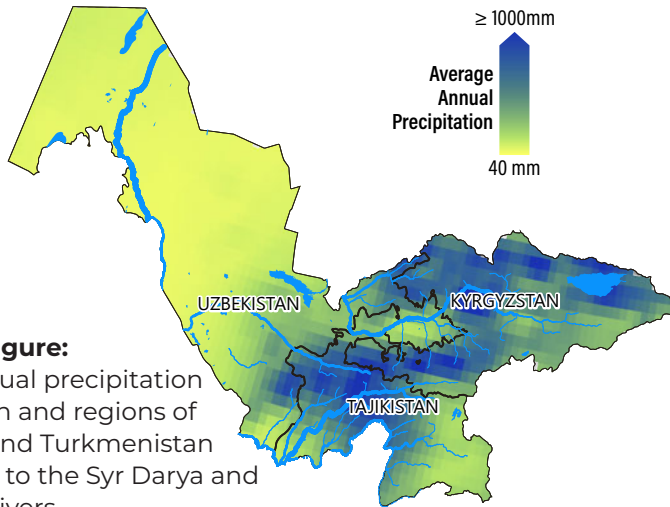 ≥ 1000mm
Average
Annual
Precipitation
40 mm
UZBEKISTAN
KYRGYZSTAN
TAJIKISTAN
gure:
ual precipitation
n and regions of
nd Turkmenistan
to the Syr Darya and
ivers